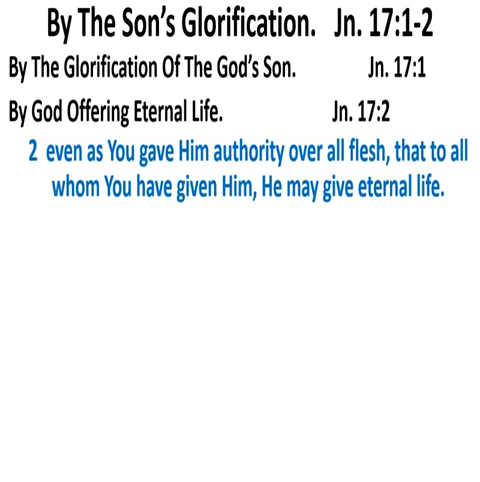 By The Son’s Glorification. Jn. 17:1-2
By The Glorification Of The God’s Son. Jn. 17:1
By God Offering Eternal Life. Jn. 17:2
2 even as You gave Him authority over all flesh, that to all
whom You have given Him, He may give eternal life.